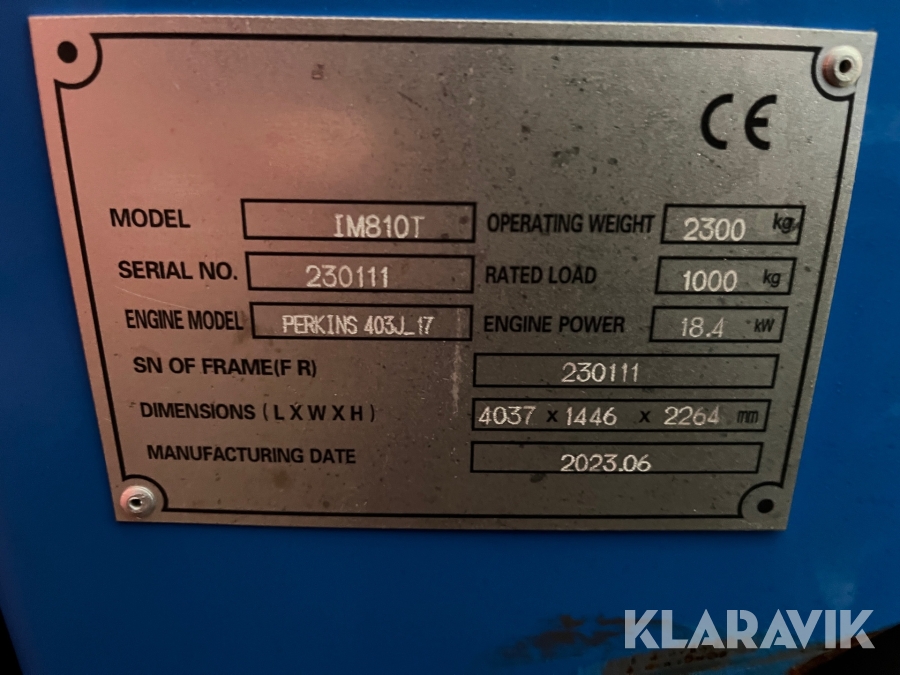 CE
MODEL IM810T OPERATING WEIGHT 2300 kg
SERIAL NO. 230111 RATED LOAD 1000 kg
ENGINE MODEL PERKINS 403J_17 ENGINE POWER 18.4 kW
SN OF FRAME(F R) 230111
DIMENSIONS (L X W X H) 4037 x 1446 x 2264 mm
MANUFACTURING DATE 2023.06
KLARAVIK